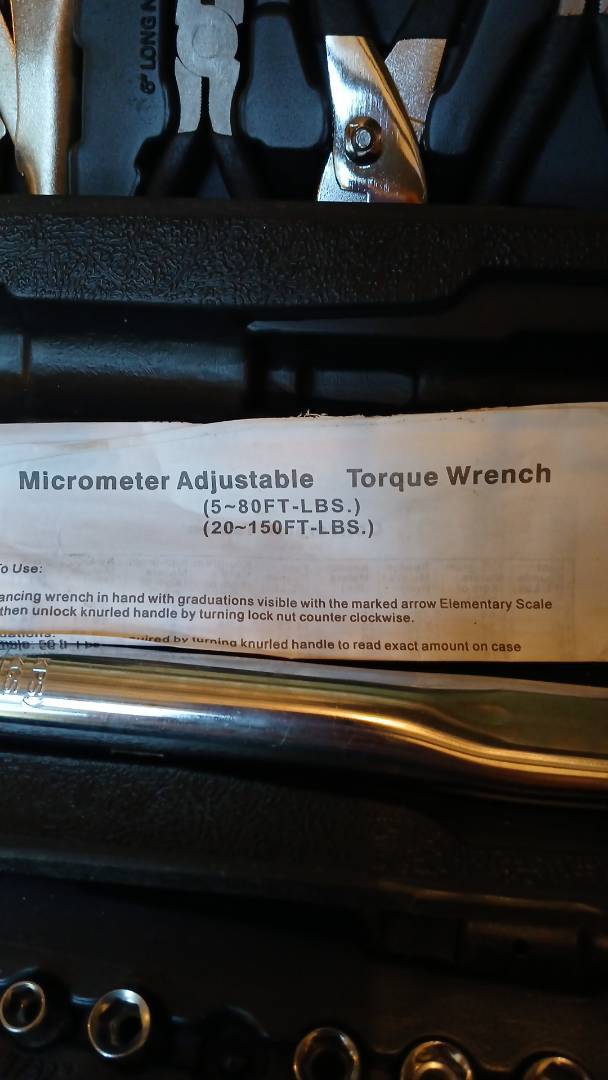 6" LONG N
Micrometer Adjustable Torque Wrench
(5~80FT-LBS.)
(20~150FT-LBS.)
o Use:
ancing wrench in hand with graduations visible with the marked arrow Elementary Scale
then unlock knurled handle by turning lock nut counter clockwise.
uired by turning knurled handle to read exact amount on case